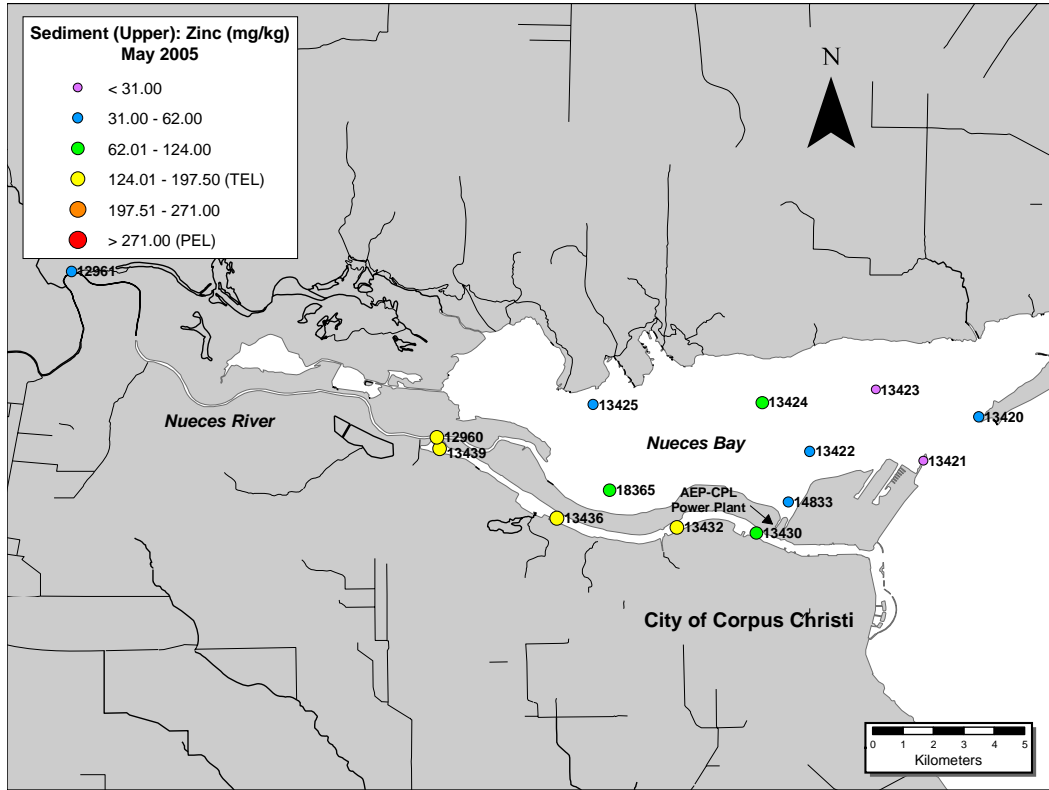 Sediment (Upper): Zinc (mg/kg)
May 2005
< 31.00
31.00 - 62.00
62.01 - 124.00
124.01 - 197.50 (TEL)
197.51 - 271.00
> 271.00 (PEL)
N
12961
13423
13425
13424
13420
Nueces River
12960
Nueces Bay
13422
13439
13421
18365
AEP-CPL
Power Plant
14833
13436
13432
13430
City of Corpus Christi
0 1 2 3 4 5
Kilometers